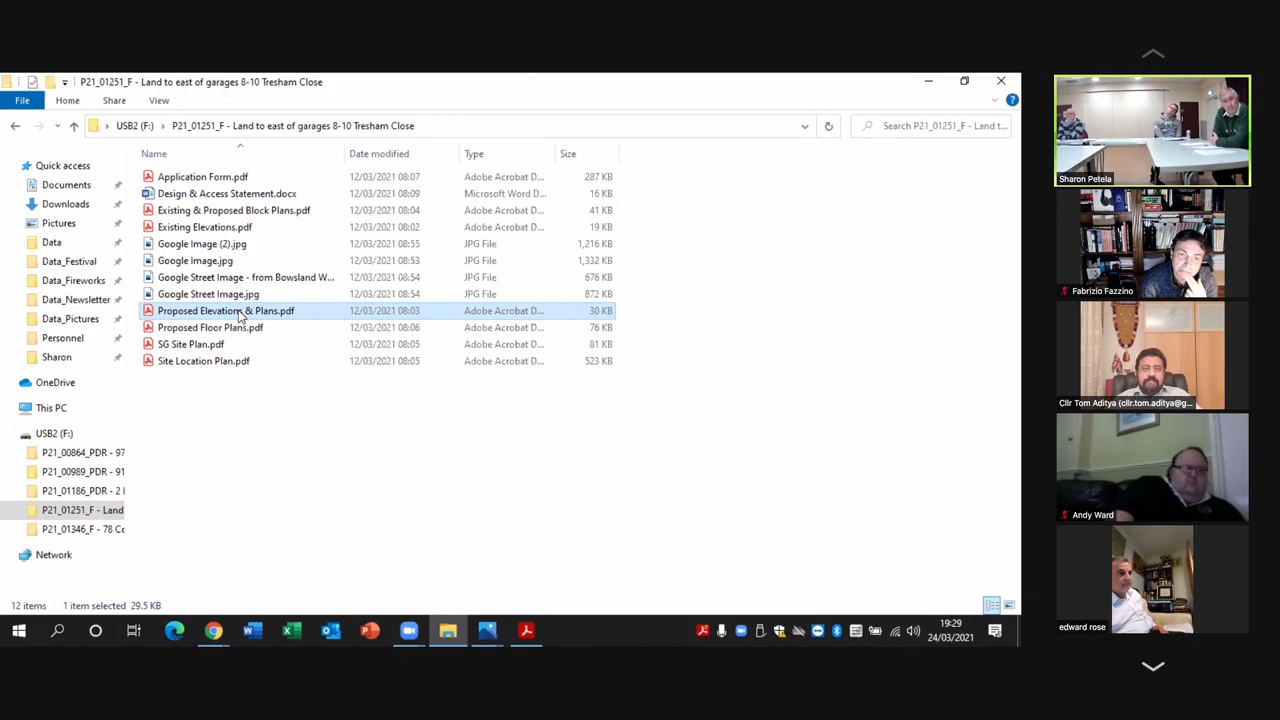 P21_01251_F - Land to east of garages 8-10 Tresham Close
File Home Share View
USB2 (F:) P21_01251_F - Land to east of garages 8-10 Tresham Close
Search P21_01251_F - Land t...
Name Date modified Type Size
Quick access
Documents
Downloads
Pictures
Data
Data_Festival
Data_Fireworks
Data_Newsletter
Data_Pictures
Personnel
Sharon
OneDrive
This PC
USB2 (F:)
P21_00864_PDR - 97
P21_00989_PDR - 91
P21_01186_PDR - 2
P21_01251_F - Land
P21_01346_F - 78 Co
Network
Application Form.pdf 12/03/2021 08:07 Adobe Acrobat D... 287 KB
Design & Access Statement.docx 12/03/2021 08:09 Microsoft Word D... 16 KB
Existing & Proposed Block Plans.pdf 12/03/2021 08:04 Adobe Acrobat D... 41 KB
Existing Elevations.pdf 12/03/2021 08:02 Adobe Acrobat D... 19 KB
Google Image (2).jpg 12/03/2021 08:55 JPG File 1,216 KB
Google Image.jpg 12/03/2021 08:53 JPG File 1,332 KB
Google Street Image - from Bowsland W... 12/03/2021 08:54 JPG File 676 KB
Google Street Image.jpg 12/03/2021 08:54 JPG File 872 KB
Proposed Elevations & Plans.pdf 12/03/2021 08:03 Adobe Acrobat D... 30 KB
Proposed Floor Plans.pdf 12/03/2021 08:06 Adobe Acrobat D... 76 KB
SG Site Plan.pdf 12/03/2021 08:05 Adobe Acrobat D... 81 KB
Site Location Plan.pdf 12/03/2021 08:05 Adobe Acrobat D... 523 KB
12 items 1 item selected 29.5 KB
19:29
24/03/2021
Sharon Petela
Fabrizio Fazzino
Cllr Tom Aditya (cllr.tom.aditya@g...
Andy Ward
edward rose